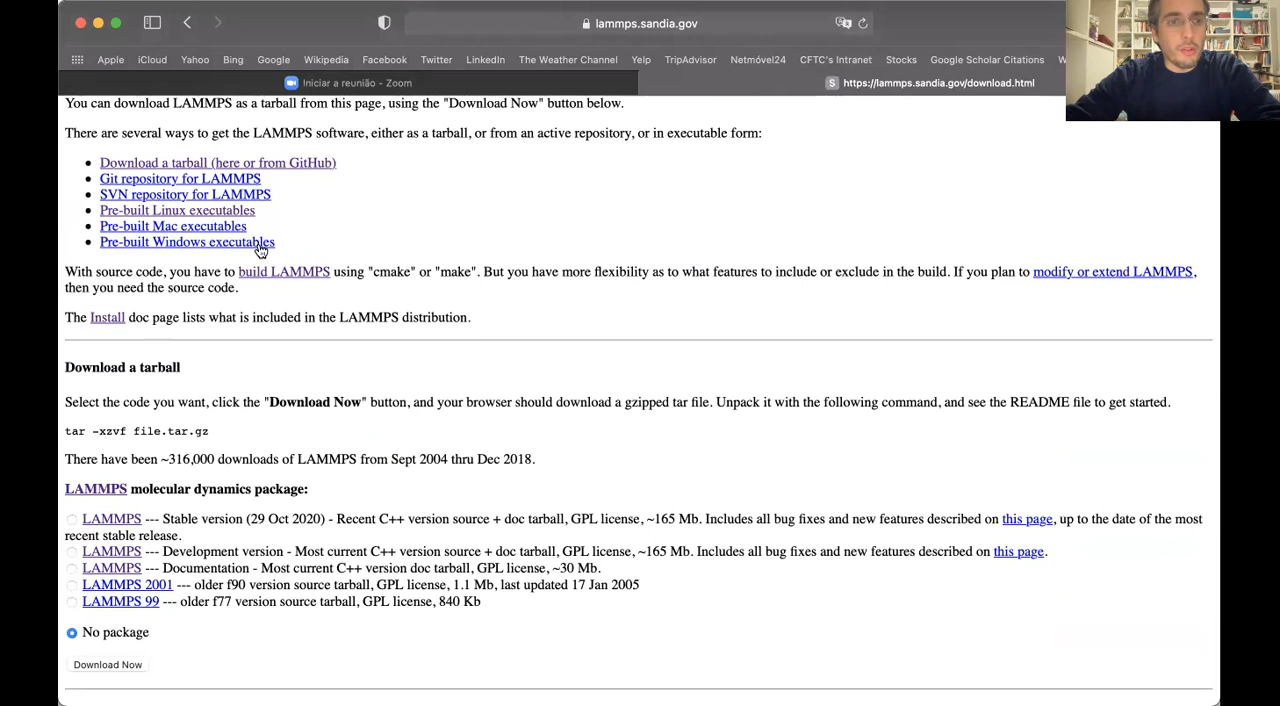 lammps.sandia.gov
Apple iCloud Yahoo Bing Google Wikipedia Facebook Twitter LinkedIn The Weather Channel Yelp TripAdvisor Netmóvel24 CFTC's Intranet Stocks Google Scholar Citations W
Iniciar a reunião - Zoom
S https://lammps.sandia.gov/download.html
You can download LAMMPS as a tarball from this page, using the "Download Now" button below.
There are several ways to get the LAMMPS software, either as a tarball, or from an active repository, or in executable form:
Download a tarball (here or from GitHub)
Git repository for LAMMPS
SVN repository for LAMMPS
Pre-built Linux executables
Pre-built Mac executables
Pre-built Windows executables
With source code, you have to build LAMMPS using "cmake" or "make". But you have more flexibility as to what features to include or exclude in the build. If you plan to modify or extend LAMMPS,
then you need the source code.
The Install doc page lists what is included in the LAMMPS distribution.
Download a tarball
Select the code you want, click the "Download Now" button, and your browser should download a gzipped tar file. Unpack it with the following command, and see the README file to get started.
tar -xzvf file.tar.gz
There have been ~316,000 downloads of LAMMPS from Sept 2004 thru Dec 2018.
LAMMPS molecular dynamics package:
LAMMPS --- Stable version (29 Oct 2020) - Recent C++ version source + doc tarball, GPL license, ~165 Mb. Includes all bug fixes and new features described on this page, up to the date of the most
recent stable release.
LAMMPS --- Development version - Most current C++ version source + doc tarball, GPL license, ~165 Mb. Includes all bug fixes and new features described on this page.
LAMMPS --- Documentation - Most current C++ version doc tarball, GPL license, ~30 Mb.
LAMMPS 2001 --- older f90 version source tarball, GPL license, 1.1 Mb, last updated 17 Jan 2005
LAMMPS 99 --- older f77 version source tarball, GPL license, 840 Kb
No package
Download Now